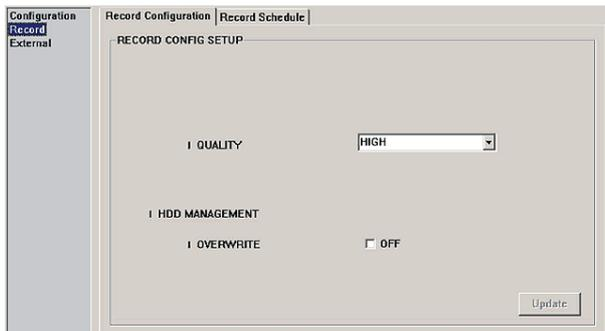 Configuration
Record
External
Record Configuration
Record Schedule
RECORD CONFIG SETUP
QUALITY
HIGH
HDD MANAGEMENT
OVERWRITE
OFF
Update